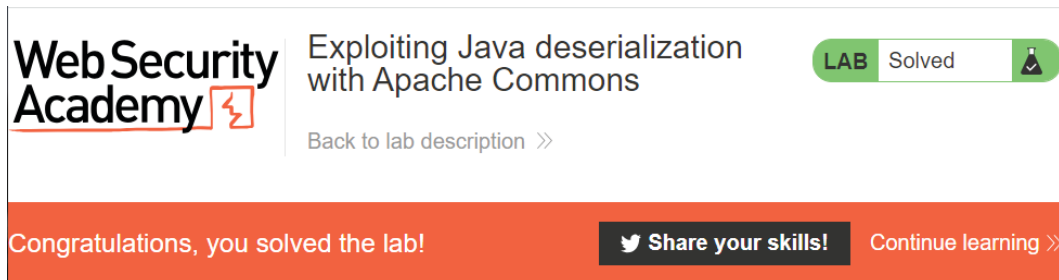 Web Security
Academy
Exploiting Java deserialization
with Apache Commons
Back to lab description
LAB Solved
Congratulations, you solved the lab!
Share your skills!
Continue learning